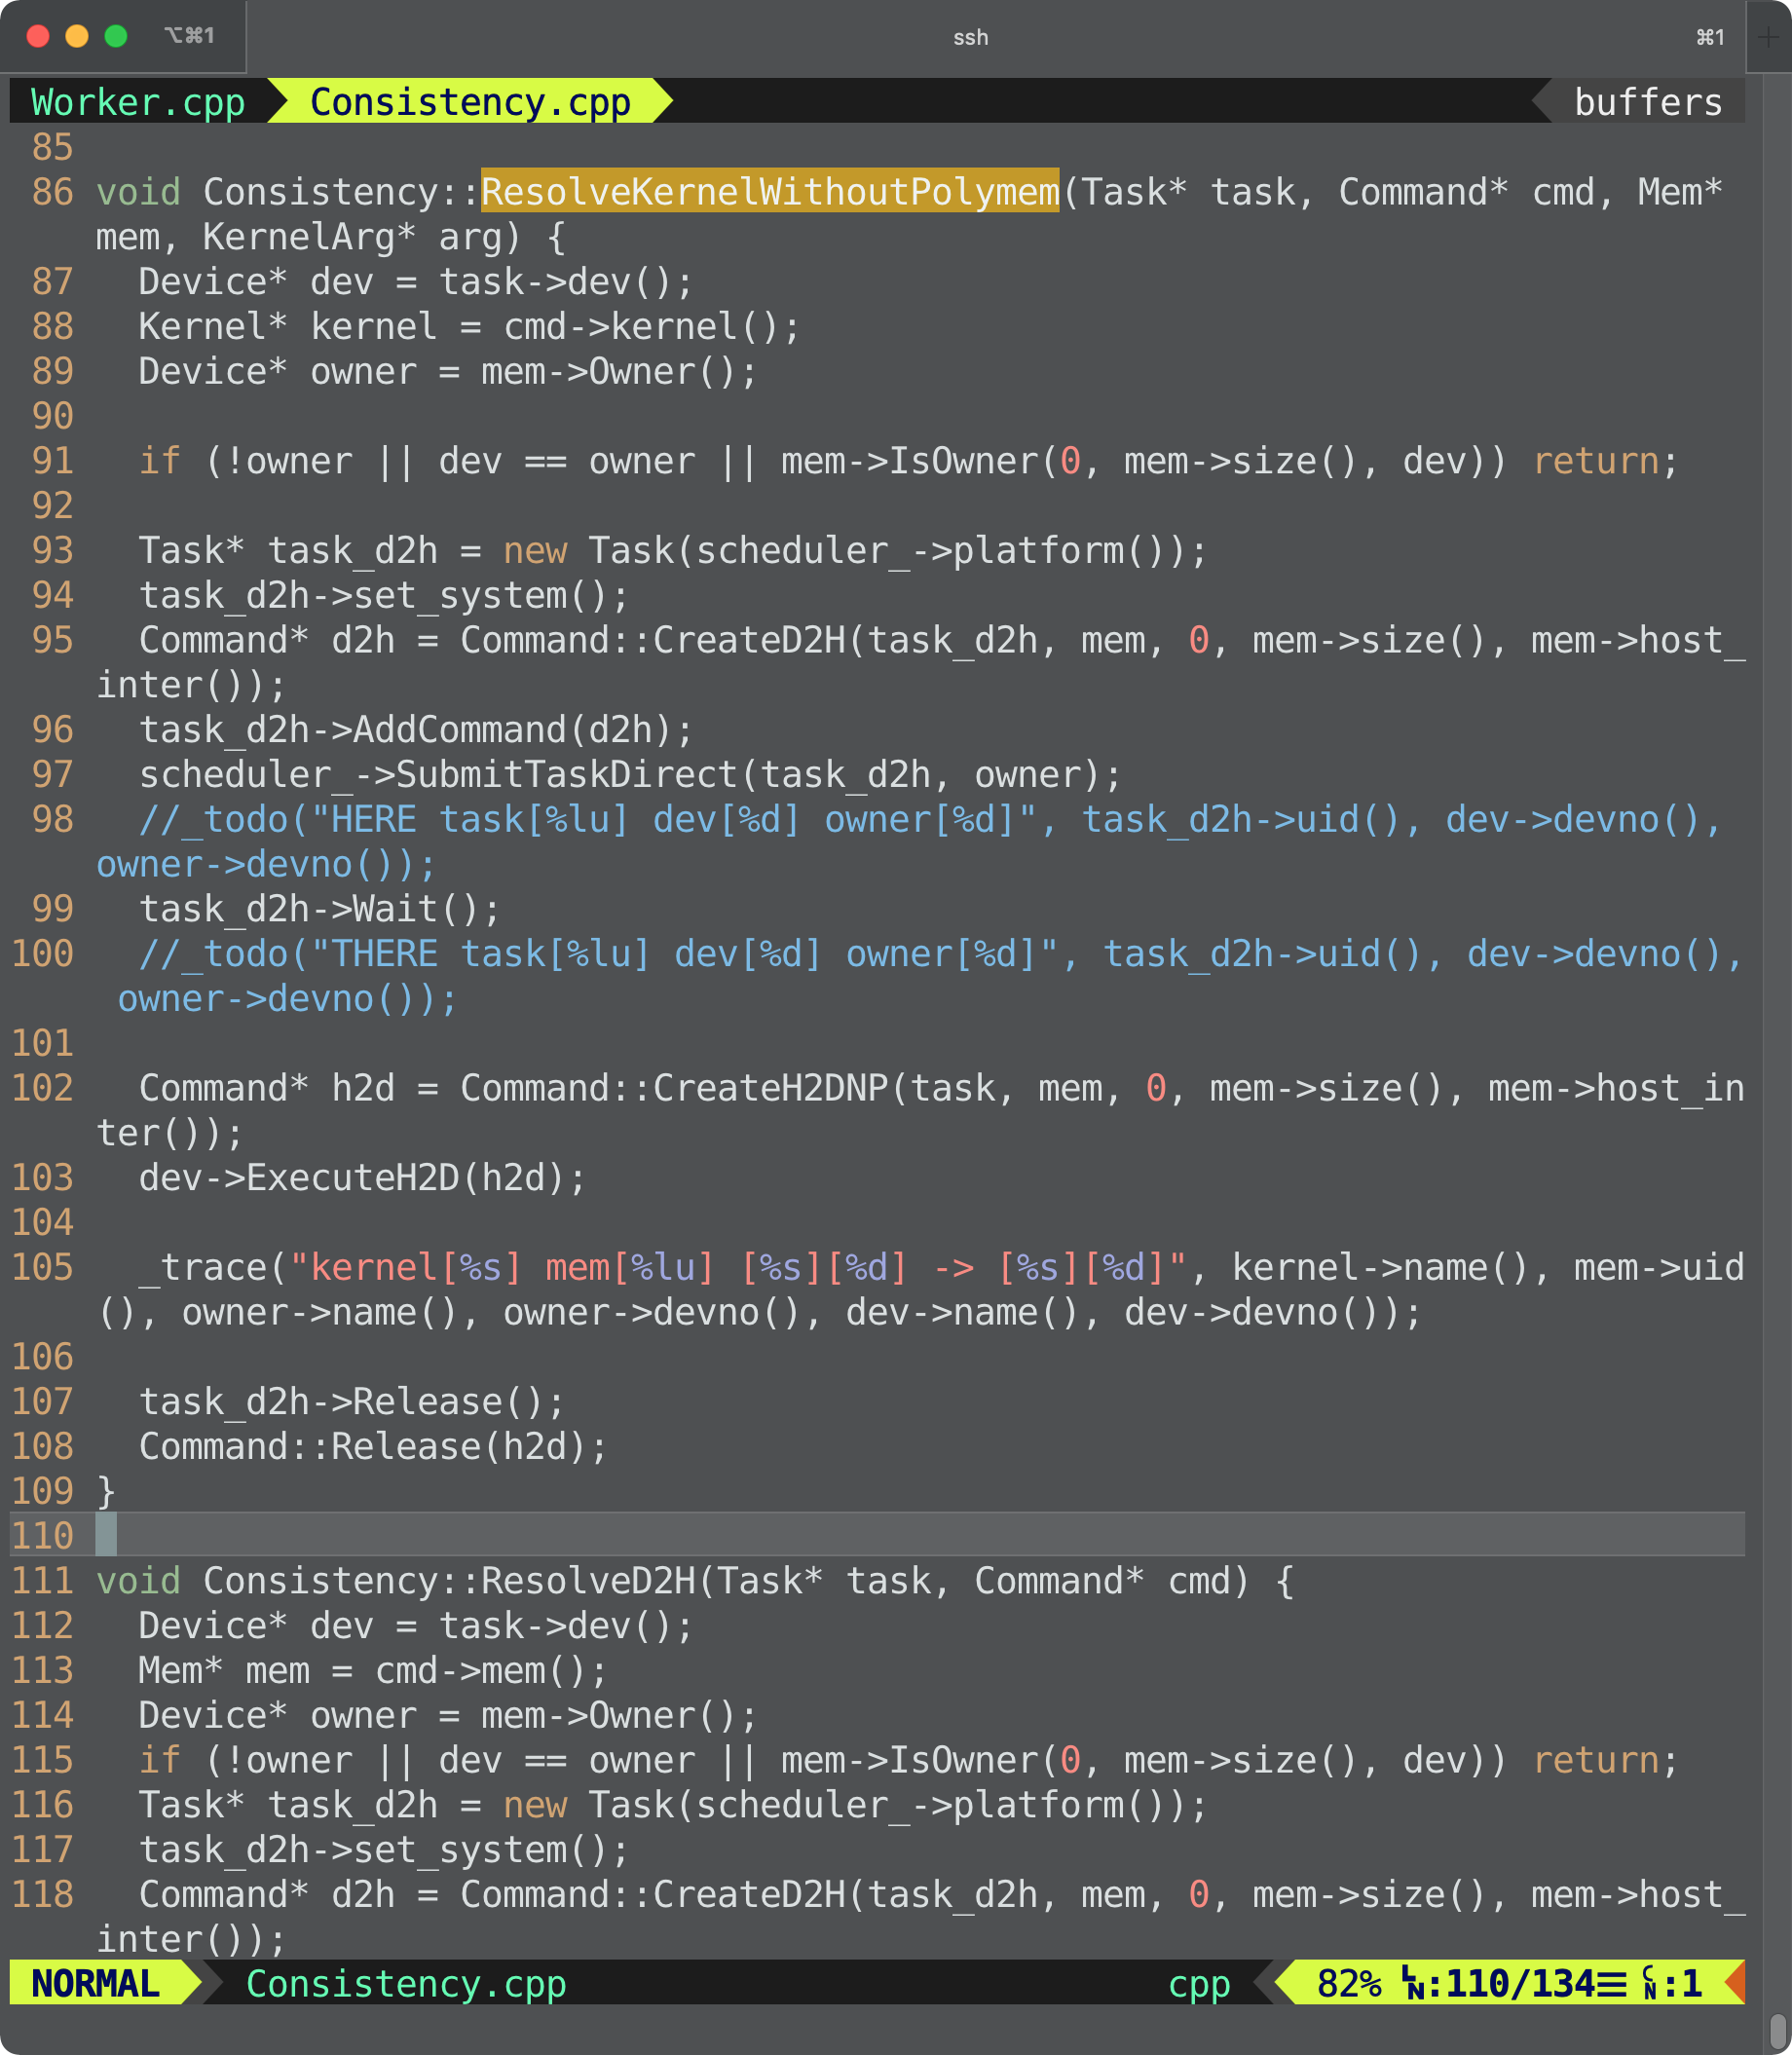 ⌥⌘1 ssh ⌘1 +
Worker.cpp Consistency.cpp buffers
85
86 void Consistency::ResolveKernelWithoutPolymem(Task* task, Command* cmd, Mem*
mem, KernelArg* arg) {
87   Device* dev = task->dev();
88   Kernel* kernel = cmd->kernel();
89   Device* owner = mem->Owner();
90
91   if (!owner || dev == owner || mem->IsOwner(0, mem->size(), dev)) return;
92
93   Task* task_d2h = new Task(scheduler_->platform());
94   task_d2h->set_system();
95   Command* d2h = Command::CreateD2H(task_d2h, mem, 0, mem->size(), mem->host_
inter());
96   task_d2h->AddCommand(d2h);
97   scheduler_->SubmitTaskDirect(task_d2h, owner);
98   //_todo("HERE task[%lu] dev[%d] owner[%d]", task_d2h->uid(), dev->devno(),
owner->devno());
99   task_d2h->Wait();
100   //_todo("THERE task[%lu] dev[%d] owner[%d]", task_d2h->uid(), dev->devno(),
owner->devno());
101
102   Command* h2d = Command::CreateH2DNP(task, mem, 0, mem->size(), mem->host_in
ter());
103   dev->ExecuteH2D(h2d);
104
105   _trace("kernel[%s] mem[%lu] [%s][%d] -> [%s][%d]", kernel->name(), mem->uid
(), owner->name(), owner->devno(), dev->name(), dev->devno());
106
107   task_d2h->Release();
108   Command::Release(h2d);
109 }
110
111 void Consistency::ResolveD2H(Task* task, Command* cmd) {
112   Device* dev = task->dev();
113   Mem* mem = cmd->mem();
114   Device* owner = mem->Owner();
115   if (!owner || dev == owner || mem->IsOwner(0, mem->size(), dev)) return;
116   Task* task_d2h = new Task(scheduler_->platform());
117   task_d2h->set_system();
118   Command* d2h = Command::CreateD2H(task_d2h, mem, 0, mem->size(), mem->host_
inter());
NORMAL Consistency.cpp cpp 82% LN:110/134☰ CN:1